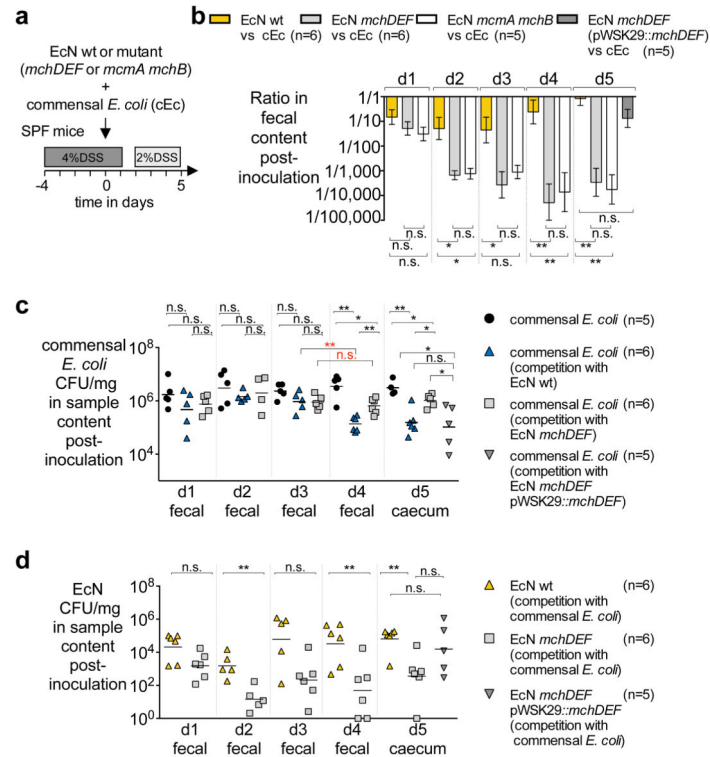 a
EcN wt or mutant
(mchDEF or mcmA mchB)
+
commensal E. coli (cEc)
SPF mice
4%DSS 2%DSS
-4 0 5
time in days
b
EcN wt
vs cEc (n=6)
EcN mchDEF
vs cEc (n=6)
EcN mcmA mchB
vs cEc (n=5)
EcN mchDEF
(pWSK29::mchDEF)
vs cEc (n=5)
d1 d2 d3 d4 d5
Ratio in
fecal
content
post-
inoculation
1/1
1/10
1/100
1/1,000
1/10,000
1/100,000
n.s.
n.s. n.s. n.s. n.s. n.s.
n.s. * * ** **
n.s. * n.s. ** **
c
commensal
E. coli
CFU/mg
in sample
content
post-
inoculation
10^8
10^6
10^4
n.s. n.s. n.s. ** **
n.s. n.s. n.s. * *
n.s. n.s. n.s. ** *
** *
n.s. n.s.
*
d1 d2 d3 d4 d5
fecal fecal fecal fecal caecum
commensal E. coli (n=5)
commensal E. coli (n=6)
(competition with
EcN wt)
commensal E. coli (n=6)
(competition with
EcN mchDEF)
commensal E. coli (n=5)
(competition with
EcN mchDEF
pWSK29::mchDEF)
d
EcN
CFU/mg
in sample
content
post-
inoculation
10^8
10^6
10^4
10^2
10^0
n.s. ** n.s. ** ** n.s.
n.s.
d1 d2 d3 d4 d5
fecal fecal fecal fecal caecum
EcN wt (n=6)
(competition with
commensal E. coli)
EcN mchDEF (n=6)
(competition with
commensal E. coli)
EcN mchDEF (n=5)
pWSK29::mchDEF
(competition with
commensal E. coli)